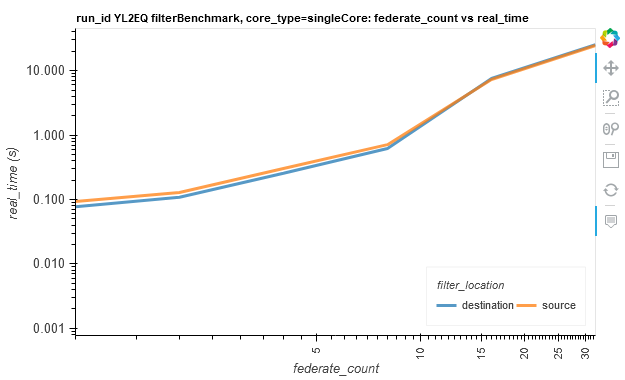 run_id YL2EQ filterBenchmark, core_type=singleCore: federate_count vs real_time
10.000
1.000
0.100
0.010
0.001
real_time (s)
5
10
15
20
25
30
federate_count
filter_location
destination
source